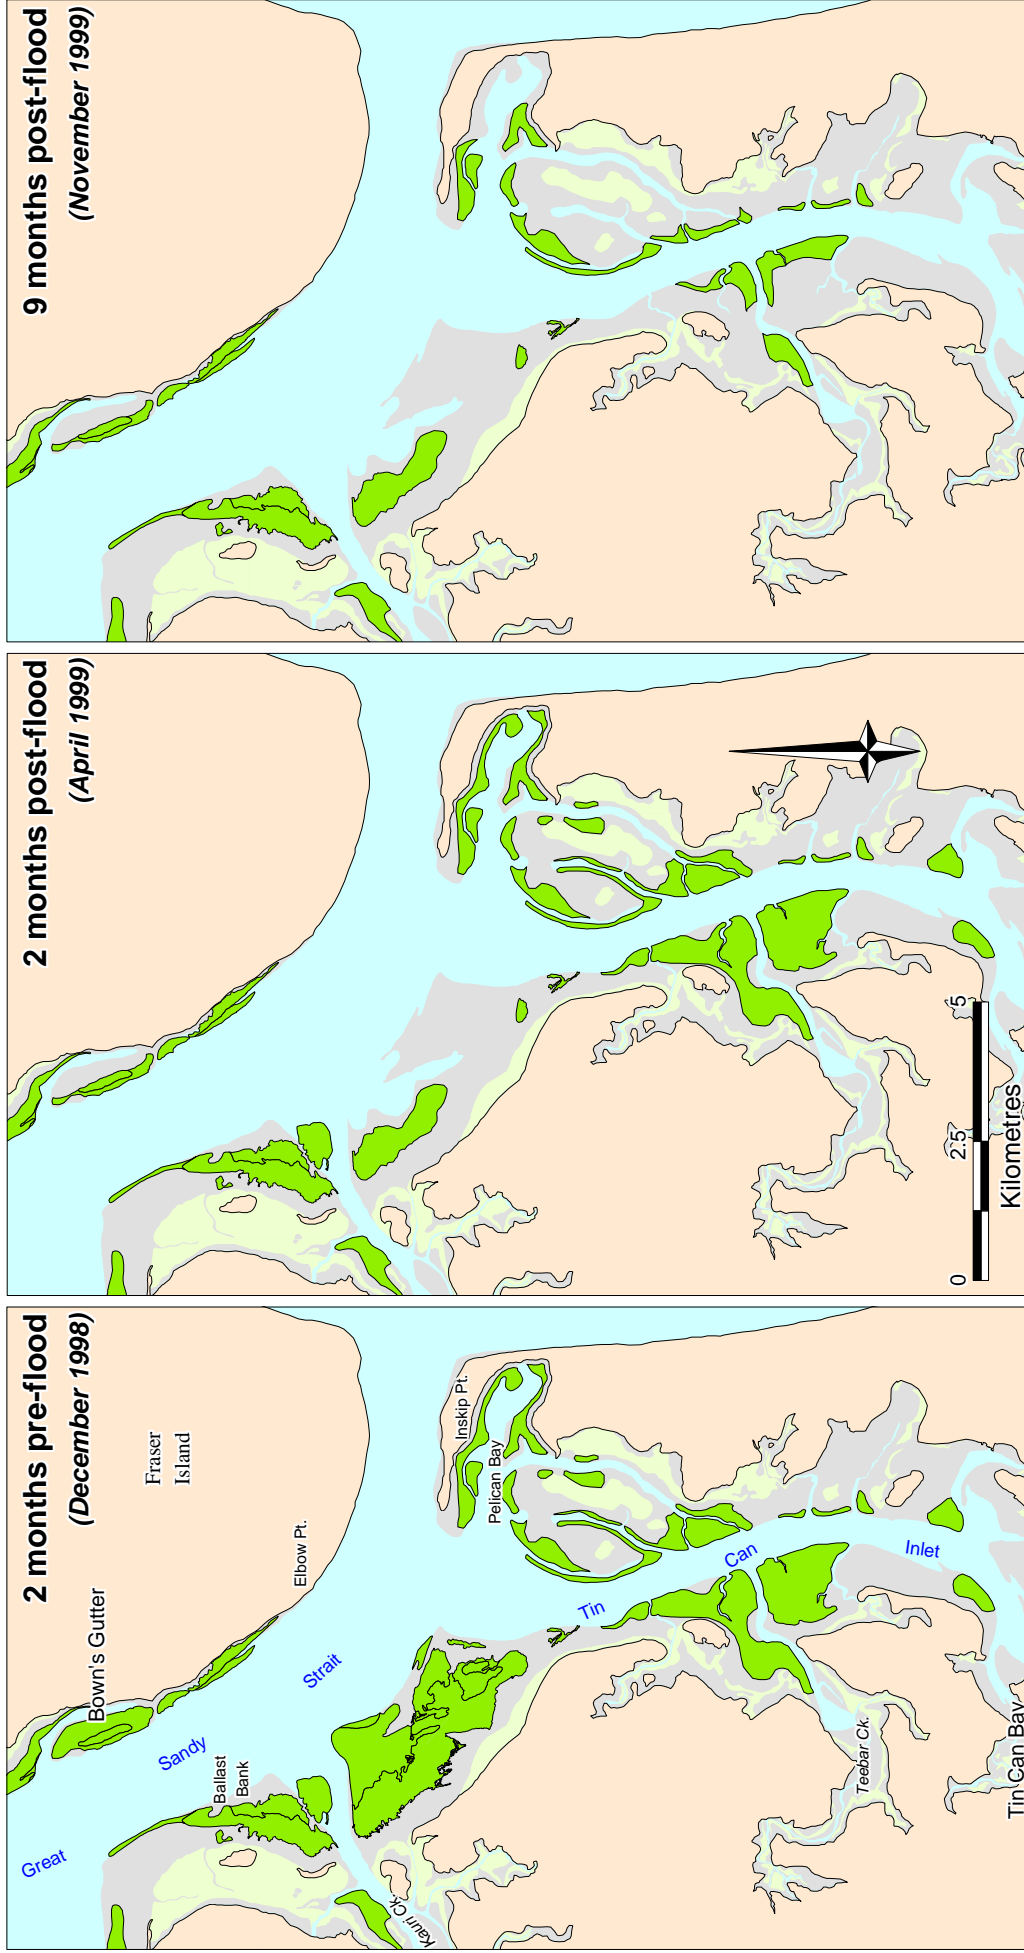 2 months pre-flood
(December 1998)
Fraser
Island
Bown's Gutter
Elbow Pt.
Great
Sandy
Strait
Ballast
Bank
Inskip Pt.
Pelican Bay
Kauri Ck.
Tin
Can
Inlet
Teebar Ck.
Tin Can Bay
2 months post-flood
(April 1999)
0
2.5
5
Kilometres
9 months post-flood
(November 1999)